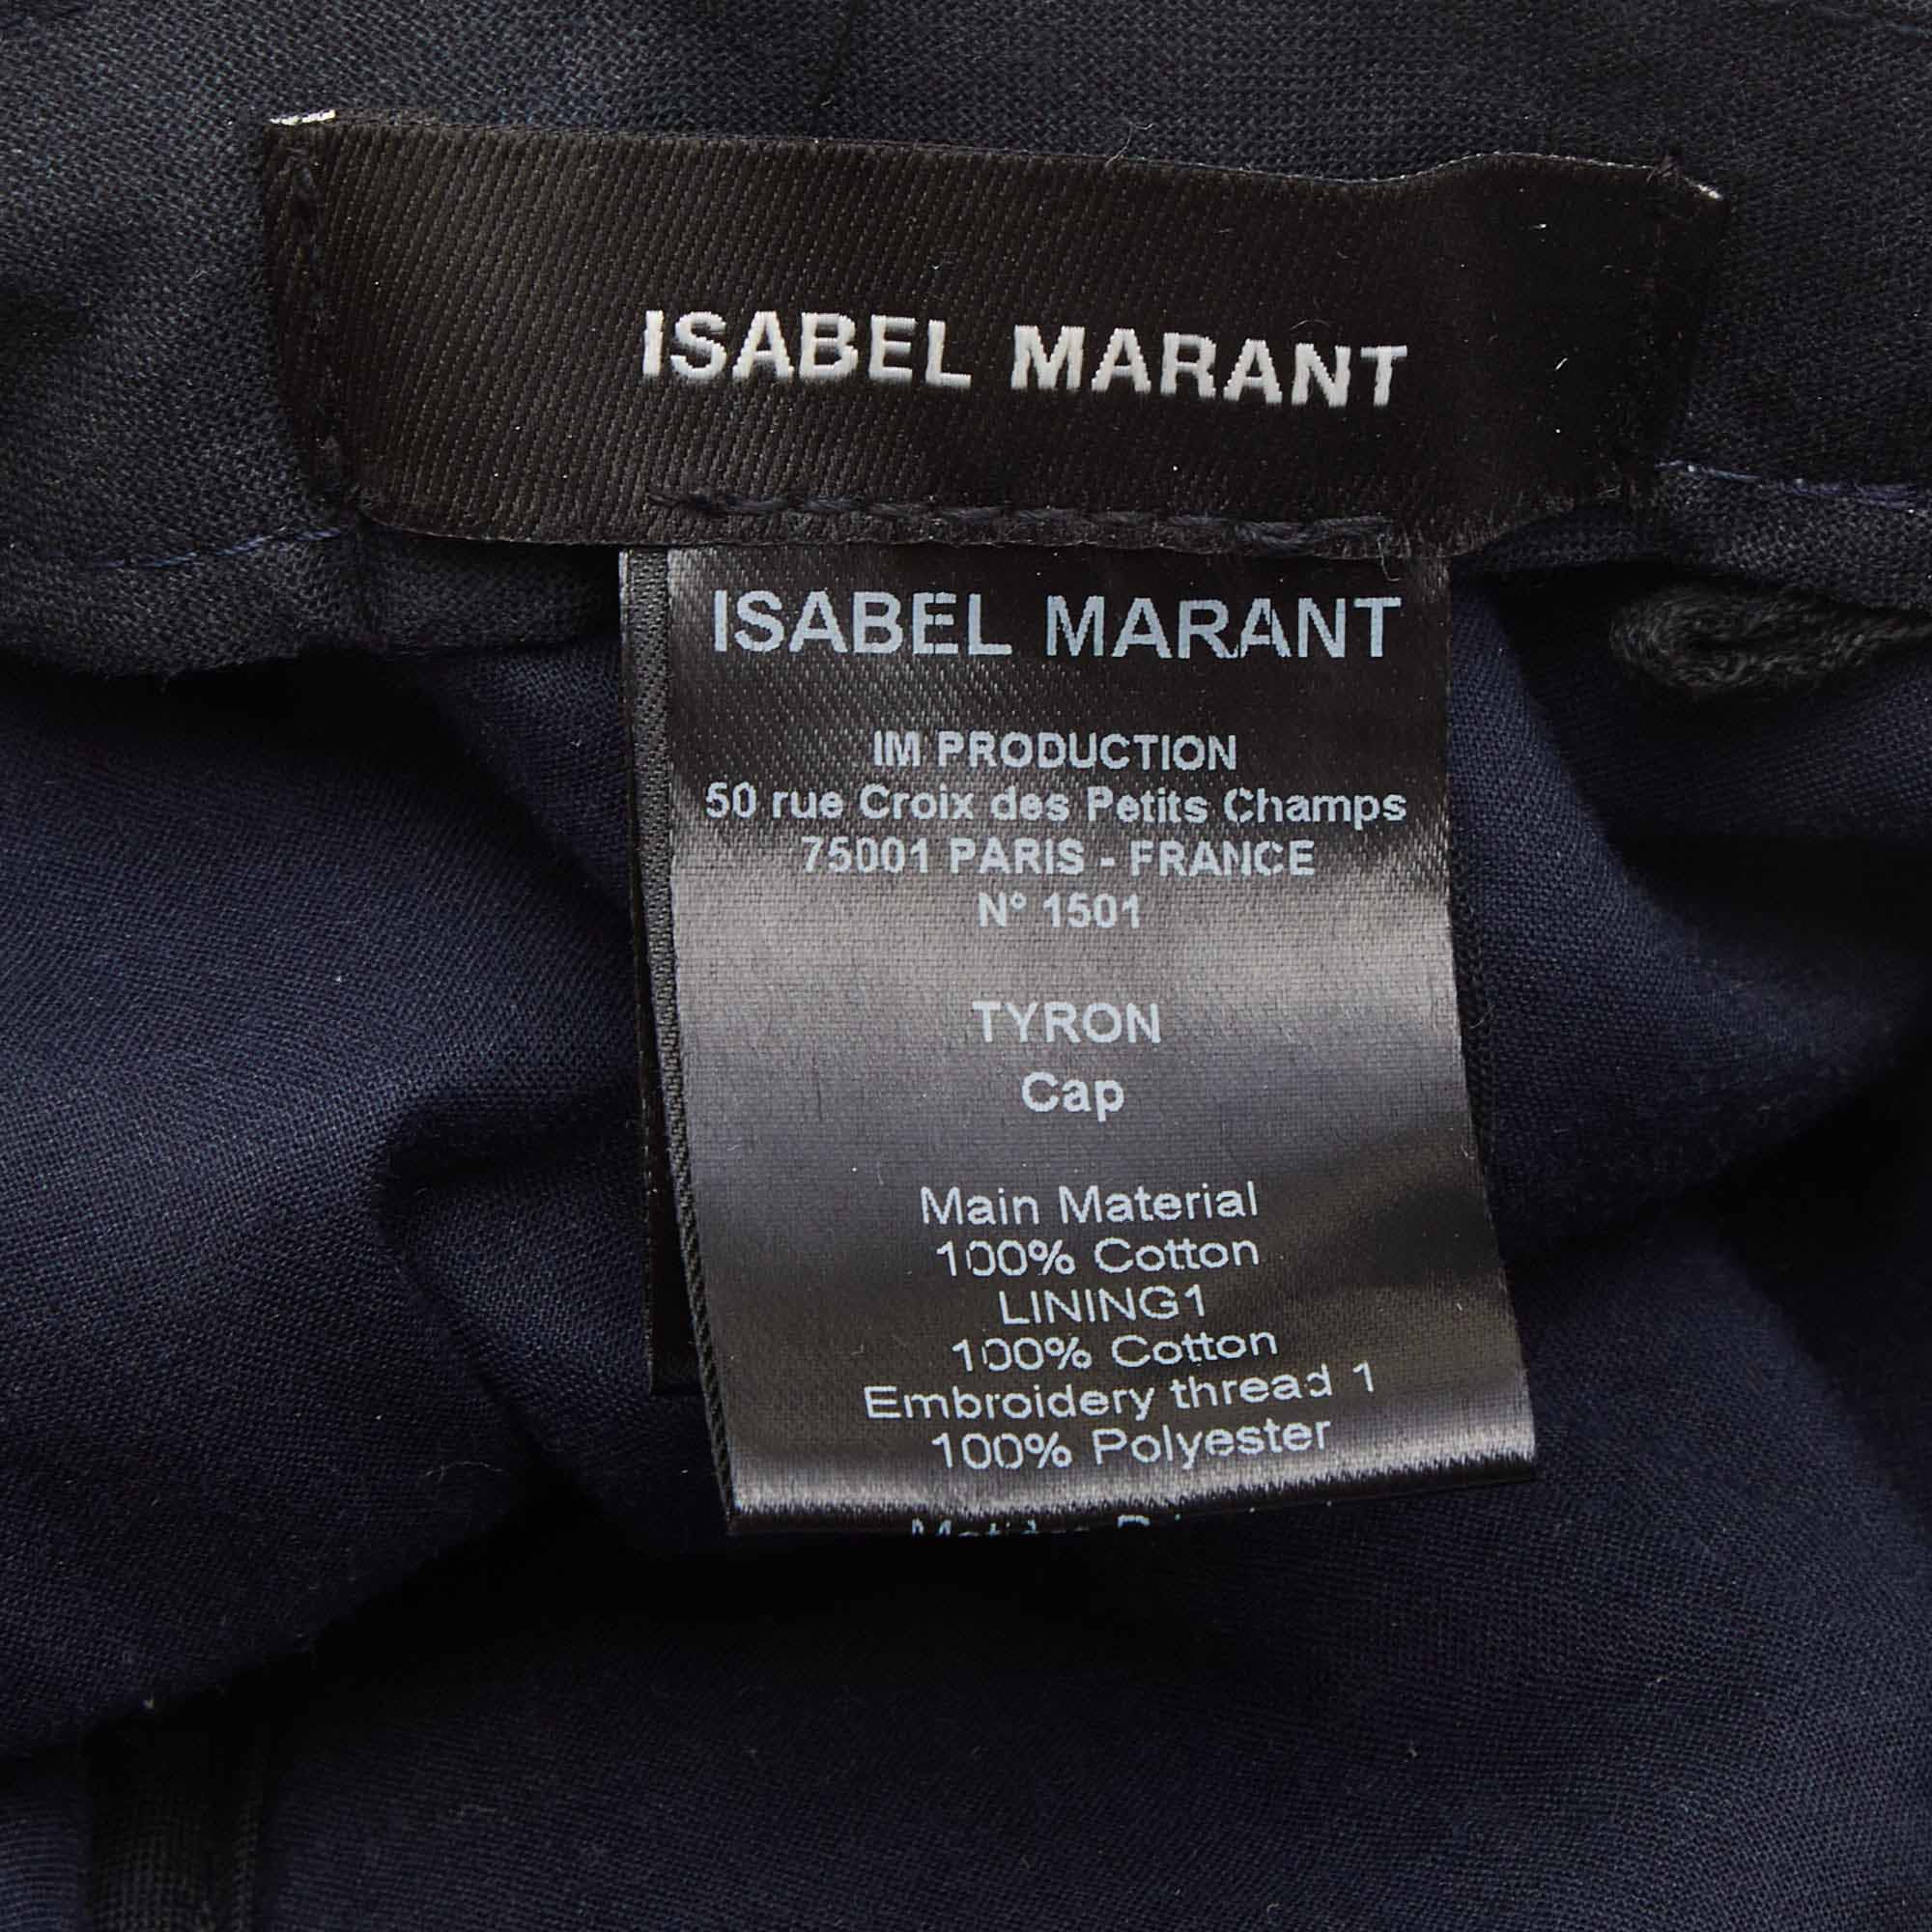 ISABEL MARANT
ISABEL MARANT
IM PRODUCTION
50 rue Croix des Petits Champs
75001 PARIS - FRANCE
N° 1501
TYRON
Cap
Main Material
100% Cotton
LINING1
100% Cotton
Embroidery thread 1
100% Polyester